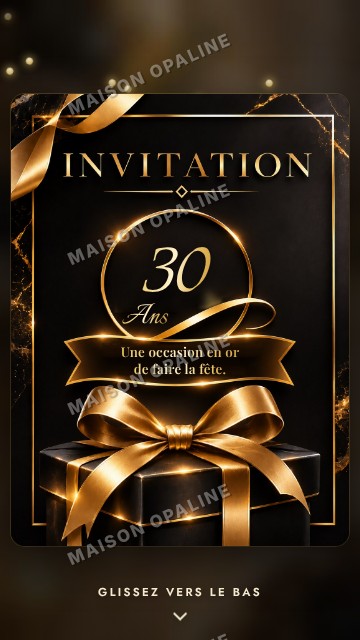 MAISON OPALINE
INVITATION
MAISON OPALINE
30
Ans
Une occasion en or
de faire la fête.
MAISON OPALINE
MAISON OPALINE
GLISSEZ VERS LE BAS